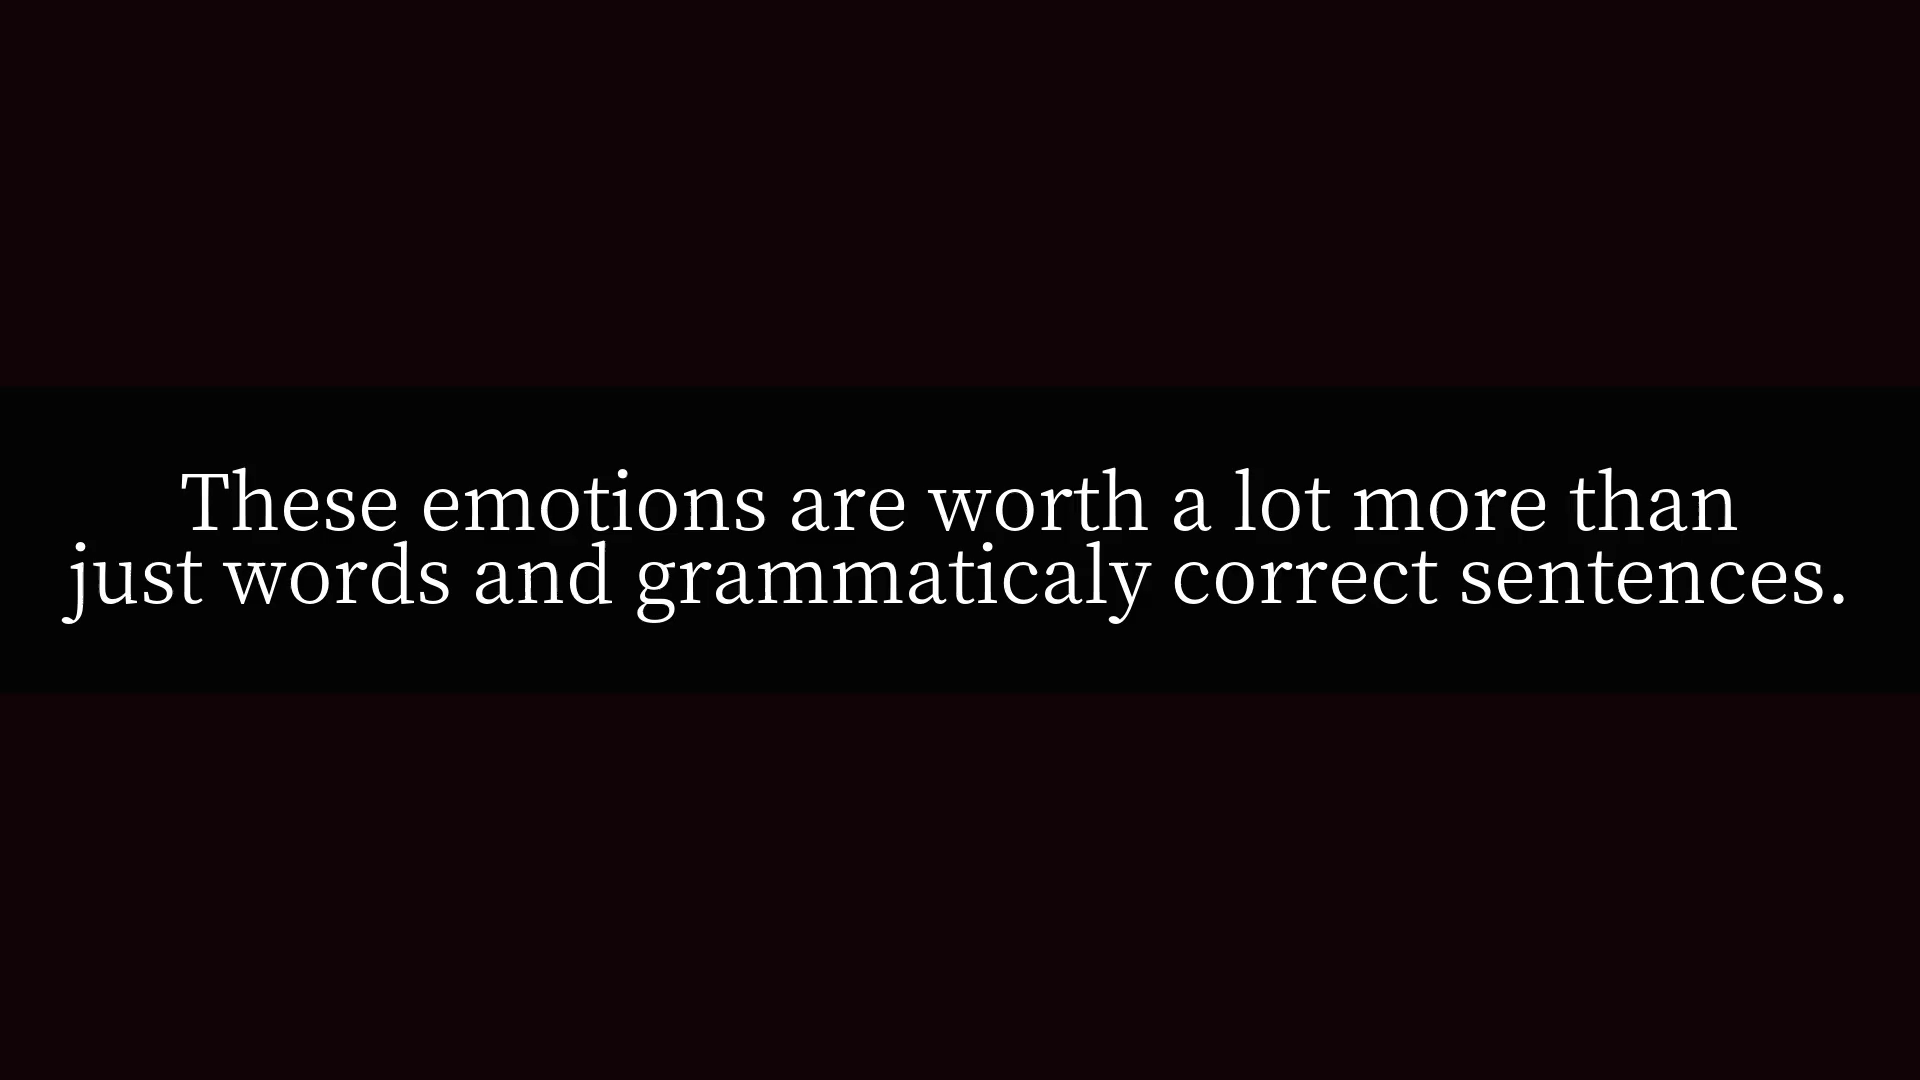 These emotions are worth a lot more than
just words and grammaticaly correct sentences.